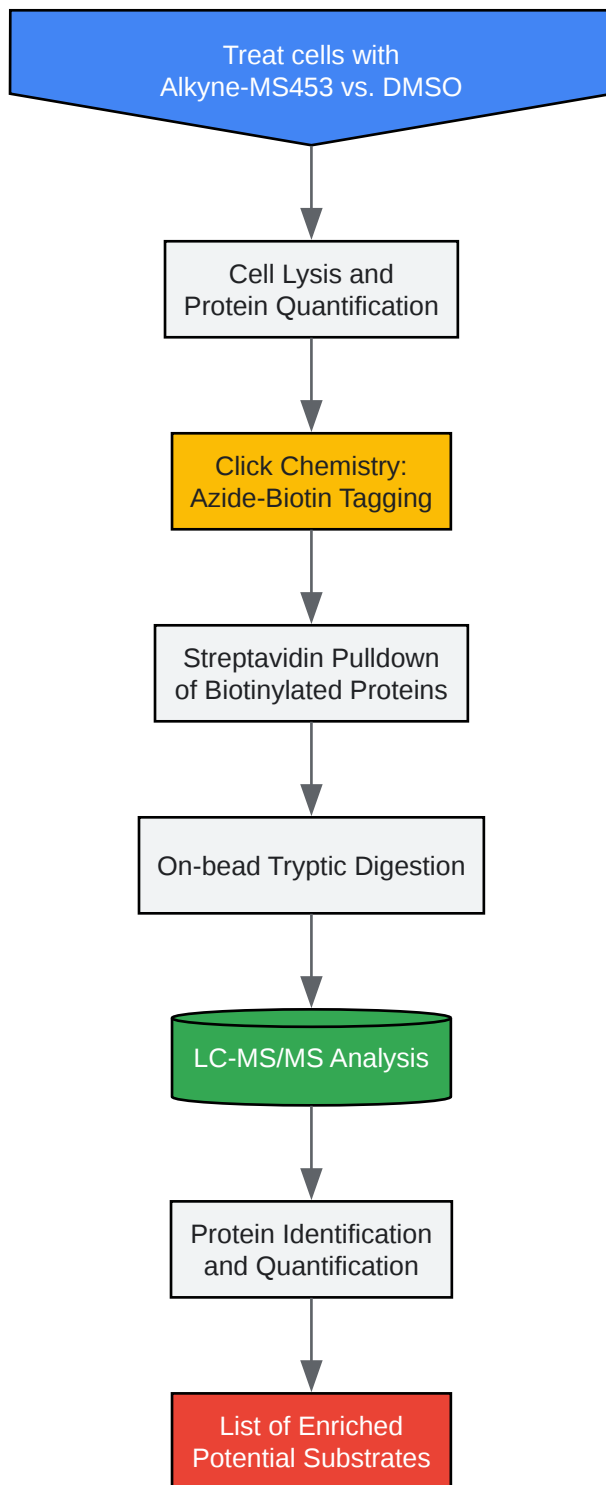 Treat cells with
Alkyne-MS453 vs. DMSO
Cell Lysis and
Protein Quantification
Click Chemistry:
Azide-Biotin Tagging
Streptavidin Pulldown
of Biotinylated Proteins
On-bead Tryptic Digestion
LC-MS/MS Analysis
Protein Identification
and Quantification
List of Enriched
Potential Substrates